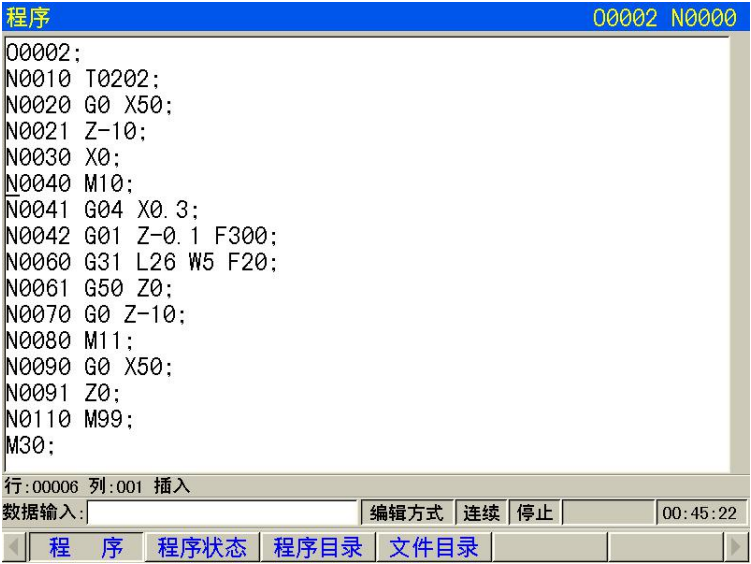 程序 O0002 N0000
O0002;
N0010 T0202;
N0020 G0 X50;
N0021 Z-10;
N0030 X0;
N0040 M10;
N0041 G04 X0.3;
N0042 G01 Z-0.1 F300;
N0060 G31 L26 W5 F20;
N0061 G50 Z0;
N0070 G0 Z-10;
N0080 M11;
N0090 G0 X50;
N0091 Z0;
N0110 M99;
M30;
行:00006 列:001 插入
数据输入: 编辑方式 连续 停止 00:45:22
程 序 程序状态 程序目录 文件目录